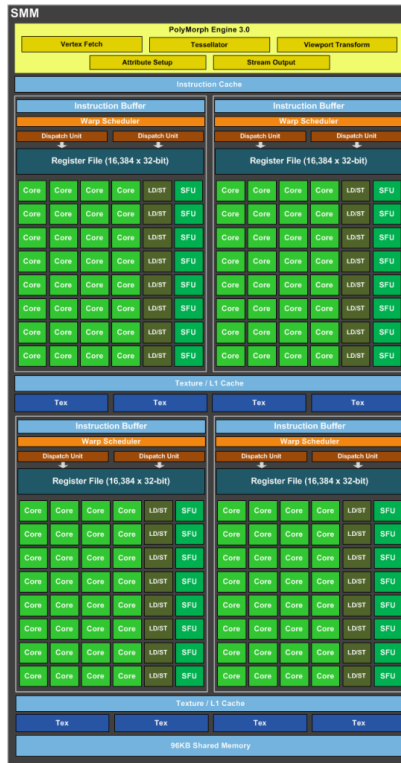 SMM
PolyMorph Engine 3.0
Vertex Fetch Tessellator Viewport Transform
Attribute Setup Stream Output
Instruction Cache
Instruction Buffer Instruction Buffer
Warp Scheduler Warp Scheduler
Dispatch Unit Dispatch Unit Dispatch Unit Dispatch Unit
Register File (16,384 x 32-bit) Register File (16,384 x 32-bit)
Core Core Core Core LD/ST SFU Core Core Core Core LD/ST SFU
Core Core Core Core LD/ST SFU Core Core Core Core LD/ST SFU
Core Core Core Core LD/ST SFU Core Core Core Core LD/ST SFU
Core Core Core Core LD/ST SFU Core Core Core Core LD/ST SFU
Core Core Core Core LD/ST SFU Core Core Core Core LD/ST SFU
Core Core Core Core LD/ST SFU Core Core Core Core LD/ST SFU
Core Core Core Core LD/ST SFU Core Core Core Core LD/ST SFU
Core Core Core Core LD/ST SFU Core Core Core Core LD/ST SFU
Texture / L1 Cache
Tex Tex Tex Tex
Instruction Buffer Instruction Buffer
Warp Scheduler Warp Scheduler
Dispatch Unit Dispatch Unit Dispatch Unit Dispatch Unit
Register File (16,384 x 32-bit) Register File (16,384 x 32-bit)
Core Core Core Core LD/ST SFU Core Core Core Core LD/ST SFU
Core Core Core Core LD/ST SFU Core Core Core Core LD/ST SFU
Core Core Core Core LD/ST SFU Core Core Core Core LD/ST SFU
Core Core Core Core LD/ST SFU Core Core Core Core LD/ST SFU
Core Core Core Core LD/ST SFU Core Core Core Core LD/ST SFU
Core Core Core Core LD/ST SFU Core Core Core Core LD/ST SFU
Core Core Core Core LD/ST SFU Core Core Core Core LD/ST SFU
Core Core Core Core LD/ST SFU Core Core Core Core LD/ST SFU
Texture / L1 Cache
Tex Tex Tex Tex
96KB Shared Memory